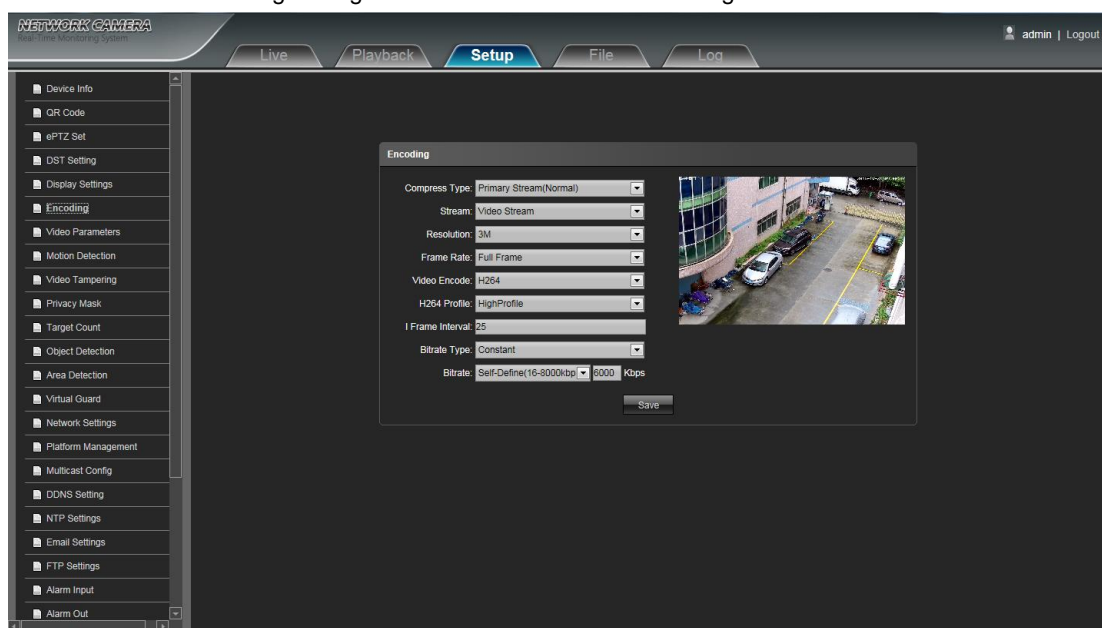 NETWORK CAMERA
Real-Time Monitoring System
admin | Logout
Live
Playback
Setup
File
Log
Device Info
QR Code
ePTZ Set
DST Setting
Display Settings
Encoding
Video Parameters
Motion Detection
Video Tampering
Privacy Mask
Target Count
Object Detection
Area Detection
Virtual Guard
Network Settings
Platform Management
Multicast Config
DDNS Setting
NTP Settings
Email Settings
FTP Settings
Alarm Input
Alarm Out
Encoding
Compress Type: Primary Stream(Normal)
Stream: Video Stream
Resolution: 3M
Frame Rate: Full Frame
Video Encode: H264
H264 Profile: HighProfile
I Frame Interval: 25
Bitrate Type: Constant
Bitrate: Self-Define(16-8000kbp 6000 Kbps
Save